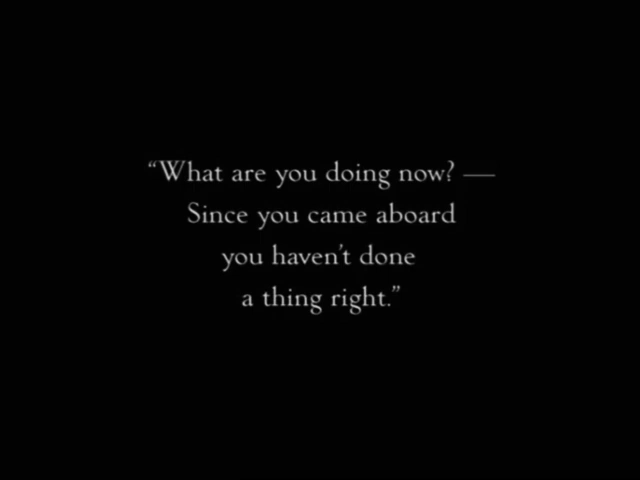 “What are you doing now? —
Since you came aboard
you haven’t done
a thing right.”